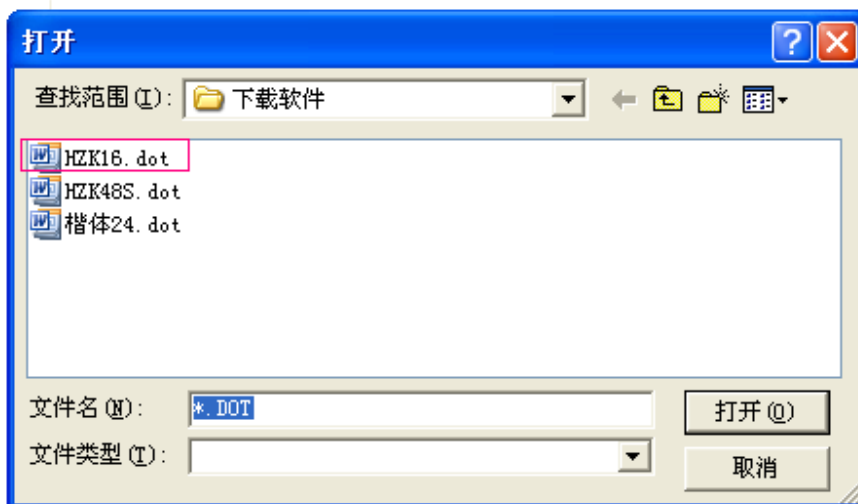 打开
查找范围(I): 下载软件
HZK16.dot
HZK48S.dot
楷体24.dot
文件名(N): *.DOT 打开(O)
文件类型(T): 取消